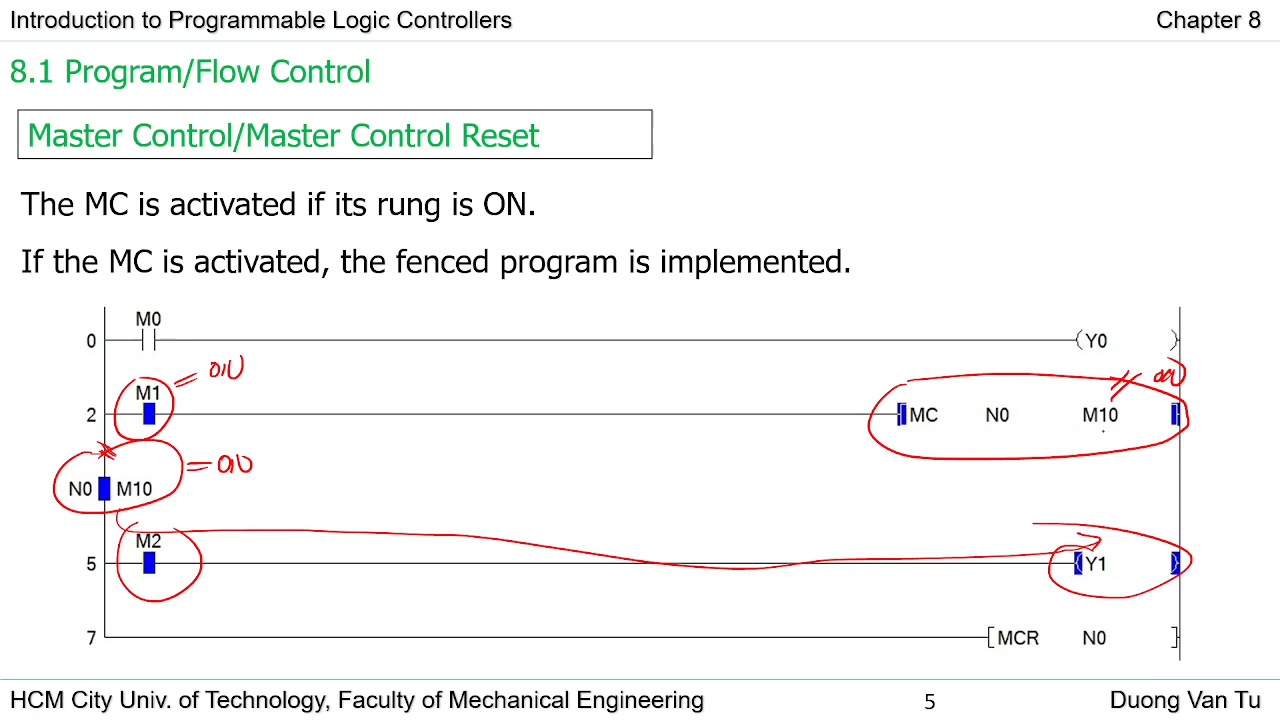 Introduction to Programmable Logic Controllers Chapter 8
8.1 Program/Flow Control
Master Control/Master Control Reset
The MC is activated if its rung is ON.
If the MC is activated, the fenced program is implemented.
M0
0 Y0
M1
2 MC N0 M10
N0 M10
M2
5 Y1
7 MCR N0
HCM City Univ. of Technology, Faculty of Mechanical Engineering 5 Duong Van Tu